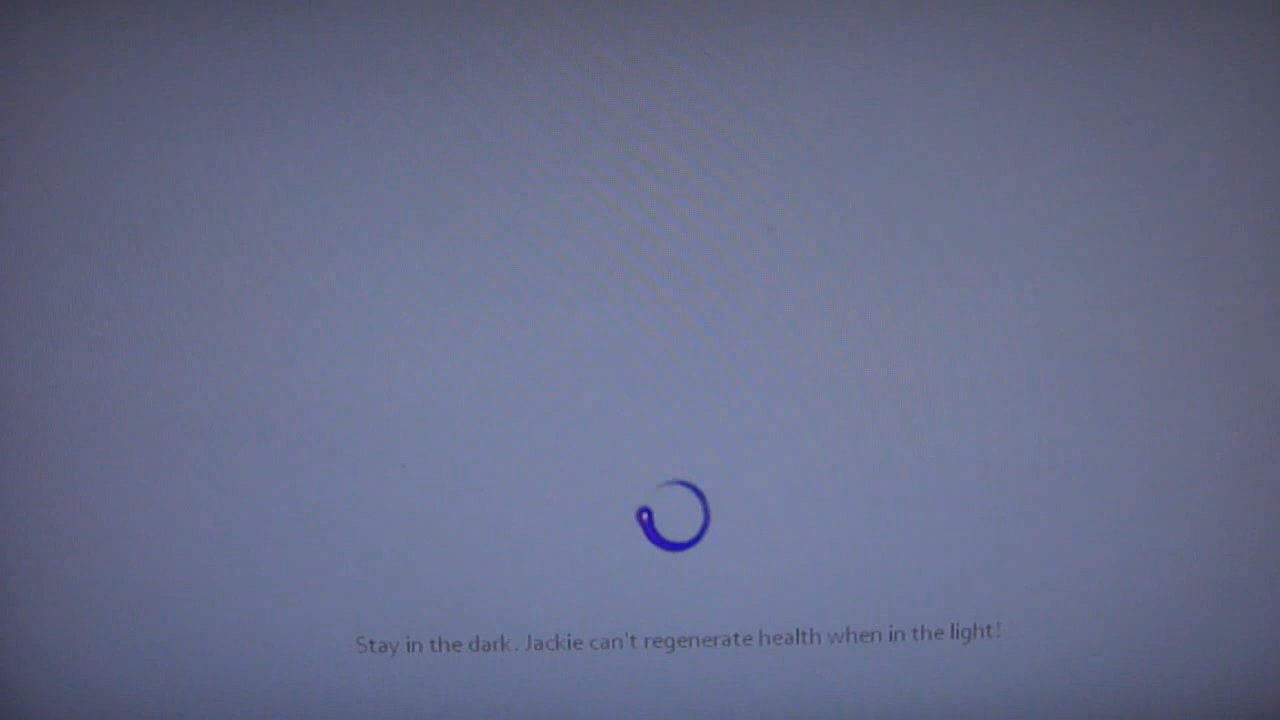 Stay in the dark. Jackie can't regenerate health when in the light!